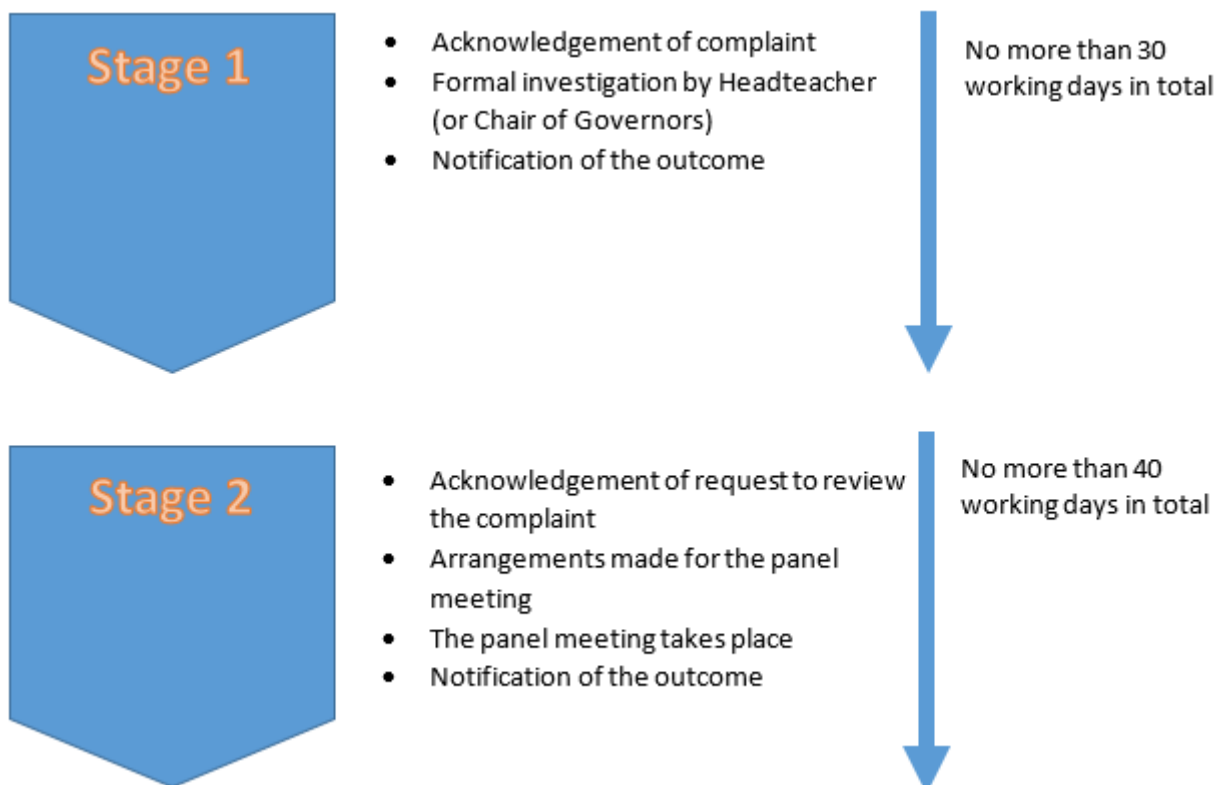 Stage 1
• Acknowledgement of complaint
• Formal investigation by Headteacher
(or Chair of Governors)
• Notification of the outcome
No more than 30
working days in total
Stage 2
• Acknowledgement of request to review
the complaint
• Arrangements made for the panel
meeting
• The panel meeting takes place
• Notification of the outcome
No more than 40
working days in total